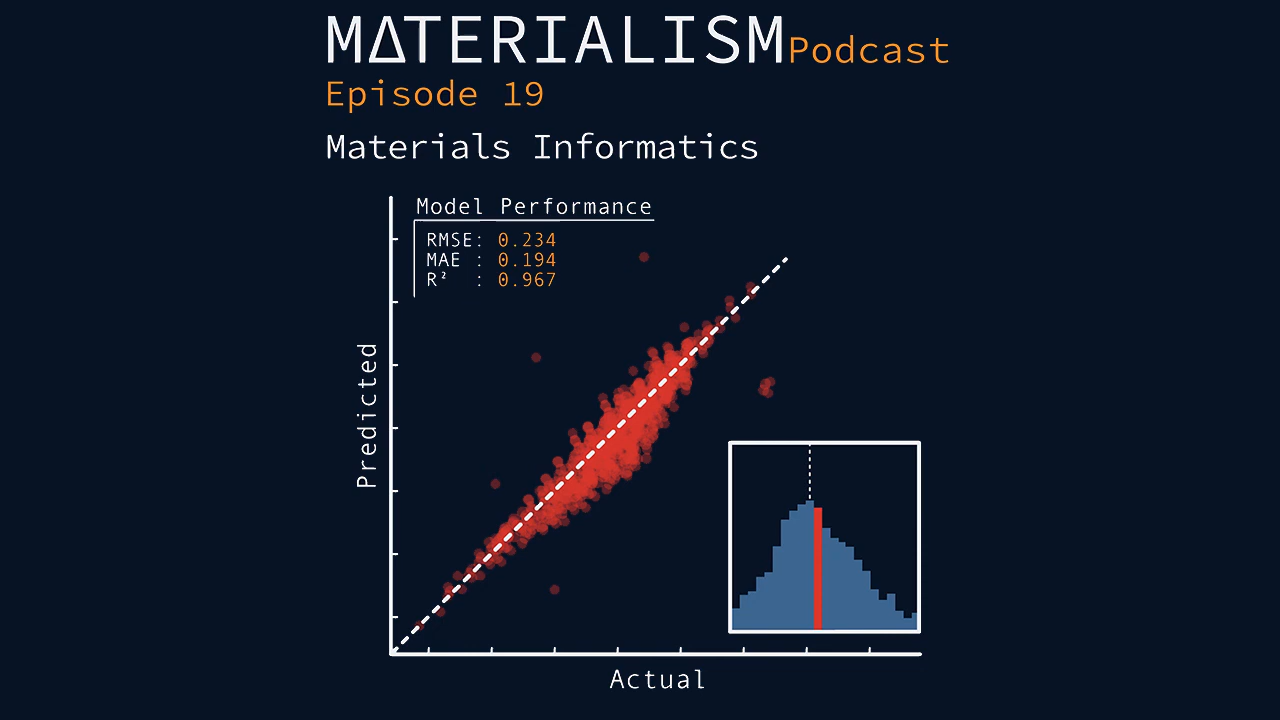 MΔTERIALISM Podcast
Episode 19
Materials Informatics
Model Performance
RMSE: 0.234
MAE : 0.194
R² : 0.967
Predicted
Actual